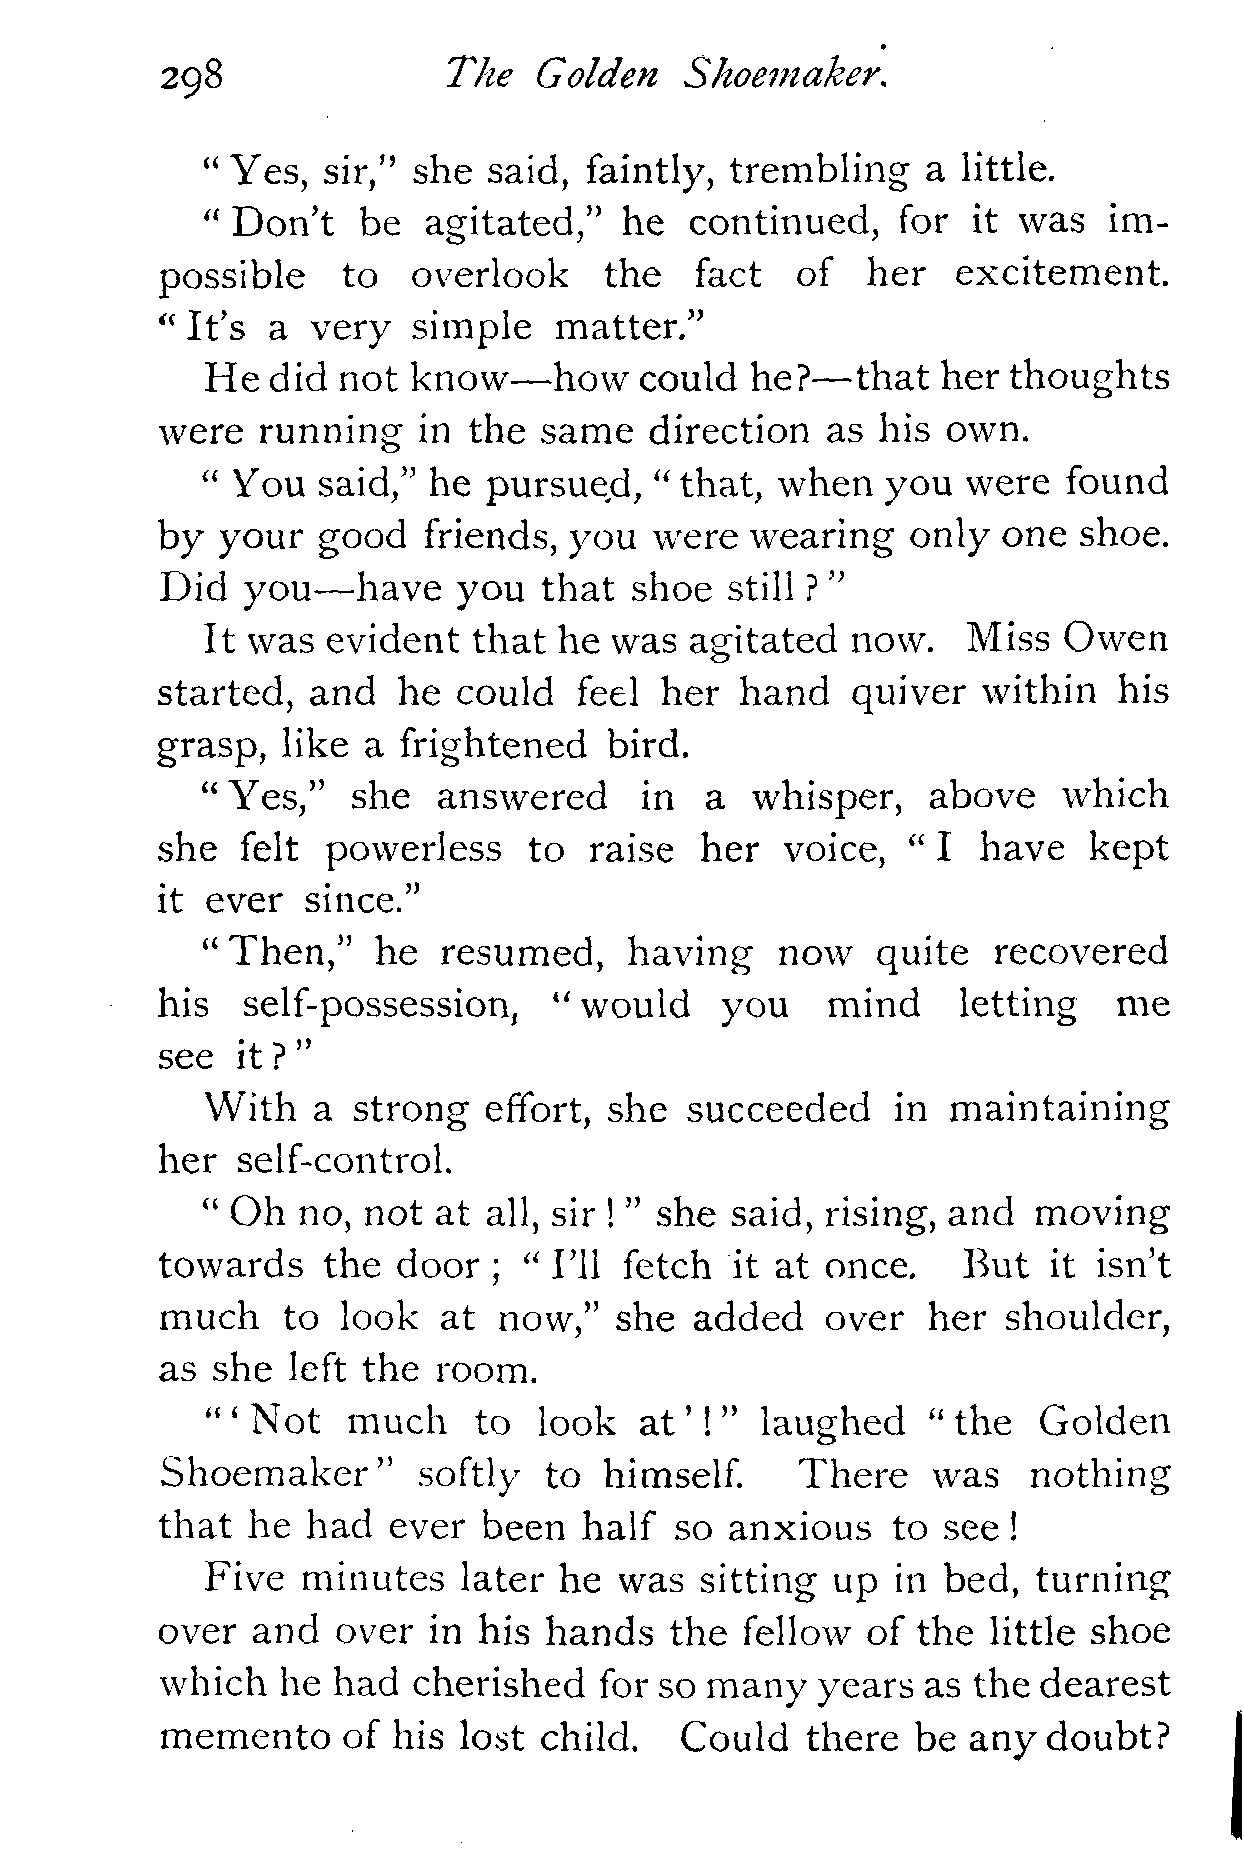 298 The Golden Shoemaker.
" Yes, sir," she said, faintly, trembling a little.
" Don't be agitated," he continued, for it was im-
possible to overlook the fact of her excitement.
" It's a very simple matter."
He did not know—how could he?—that her thoughts
were running in the same direction as his own.
" You said," he pursued, " that, when you were found
by your good friends, you were wearing only one shoe.
Did you—have you that shoe still ? "
It was evident that he was agitated now. Miss Owen
started, and he could feel her hand quiver within his
grasp, like a frightened bird.
" Yes," she answered in a whisper, above which
she felt powerless to raise her voice, " I have kept
it ever since."
" Then," he resumed, having now quite recovered
his self-possession, " would you mind letting me
see it ? "
With a strong effort, she succeeded in maintaining
her self-control.
" Oh no, not at all, sir ! " she said, rising, and moving
towards the door ; " I'll fetch it at once. But it isn't
much to look at now," she added over her shoulder,
as she left the room.
" ' Not much to look at ' ! " laughed " the Golden
Shoemaker " softly to himself. There was nothing
that he had ever been half so anxious to see !
Five minutes later he was sitting up in bed, turning
over and over in his hands the fellow of the little shoe
which he had cherished for so many years as the dearest
memento of his lost child. Could there be any doubt?